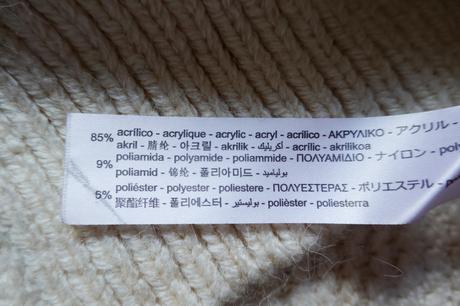 85% acrílico - acrylique - acrylic - acryl - acrilico - ΑΚΡΥΛΙΚΟ - アクリル -
akril - 腈纶 - 아크릴 - akrilik - أكريليك - acrílic - akrilikoa
9% poliamida - polyamide - poliammide - ΠΟΛΥΑΜΙΔΙΟ - ナイロン - poly
poliamid - 锦纶 - 폴리아미드 - بولياميد
5% poliéster - polyester - poliestere - ΠΟΛΥΕΣΤΕΡΑΣ - ポリエステル - poly
聚酯纤维 - 폴리에스터 - بوليستير - polièster - poliesterra